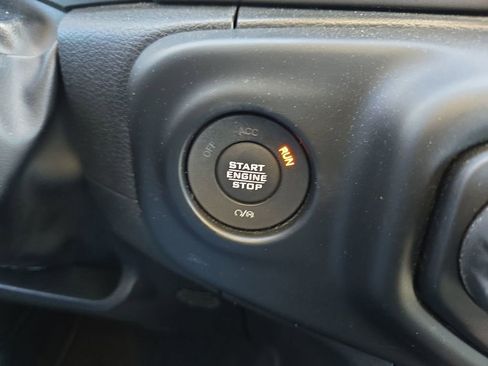 OFF
ACC
RUN
START
ENGINE
STOP